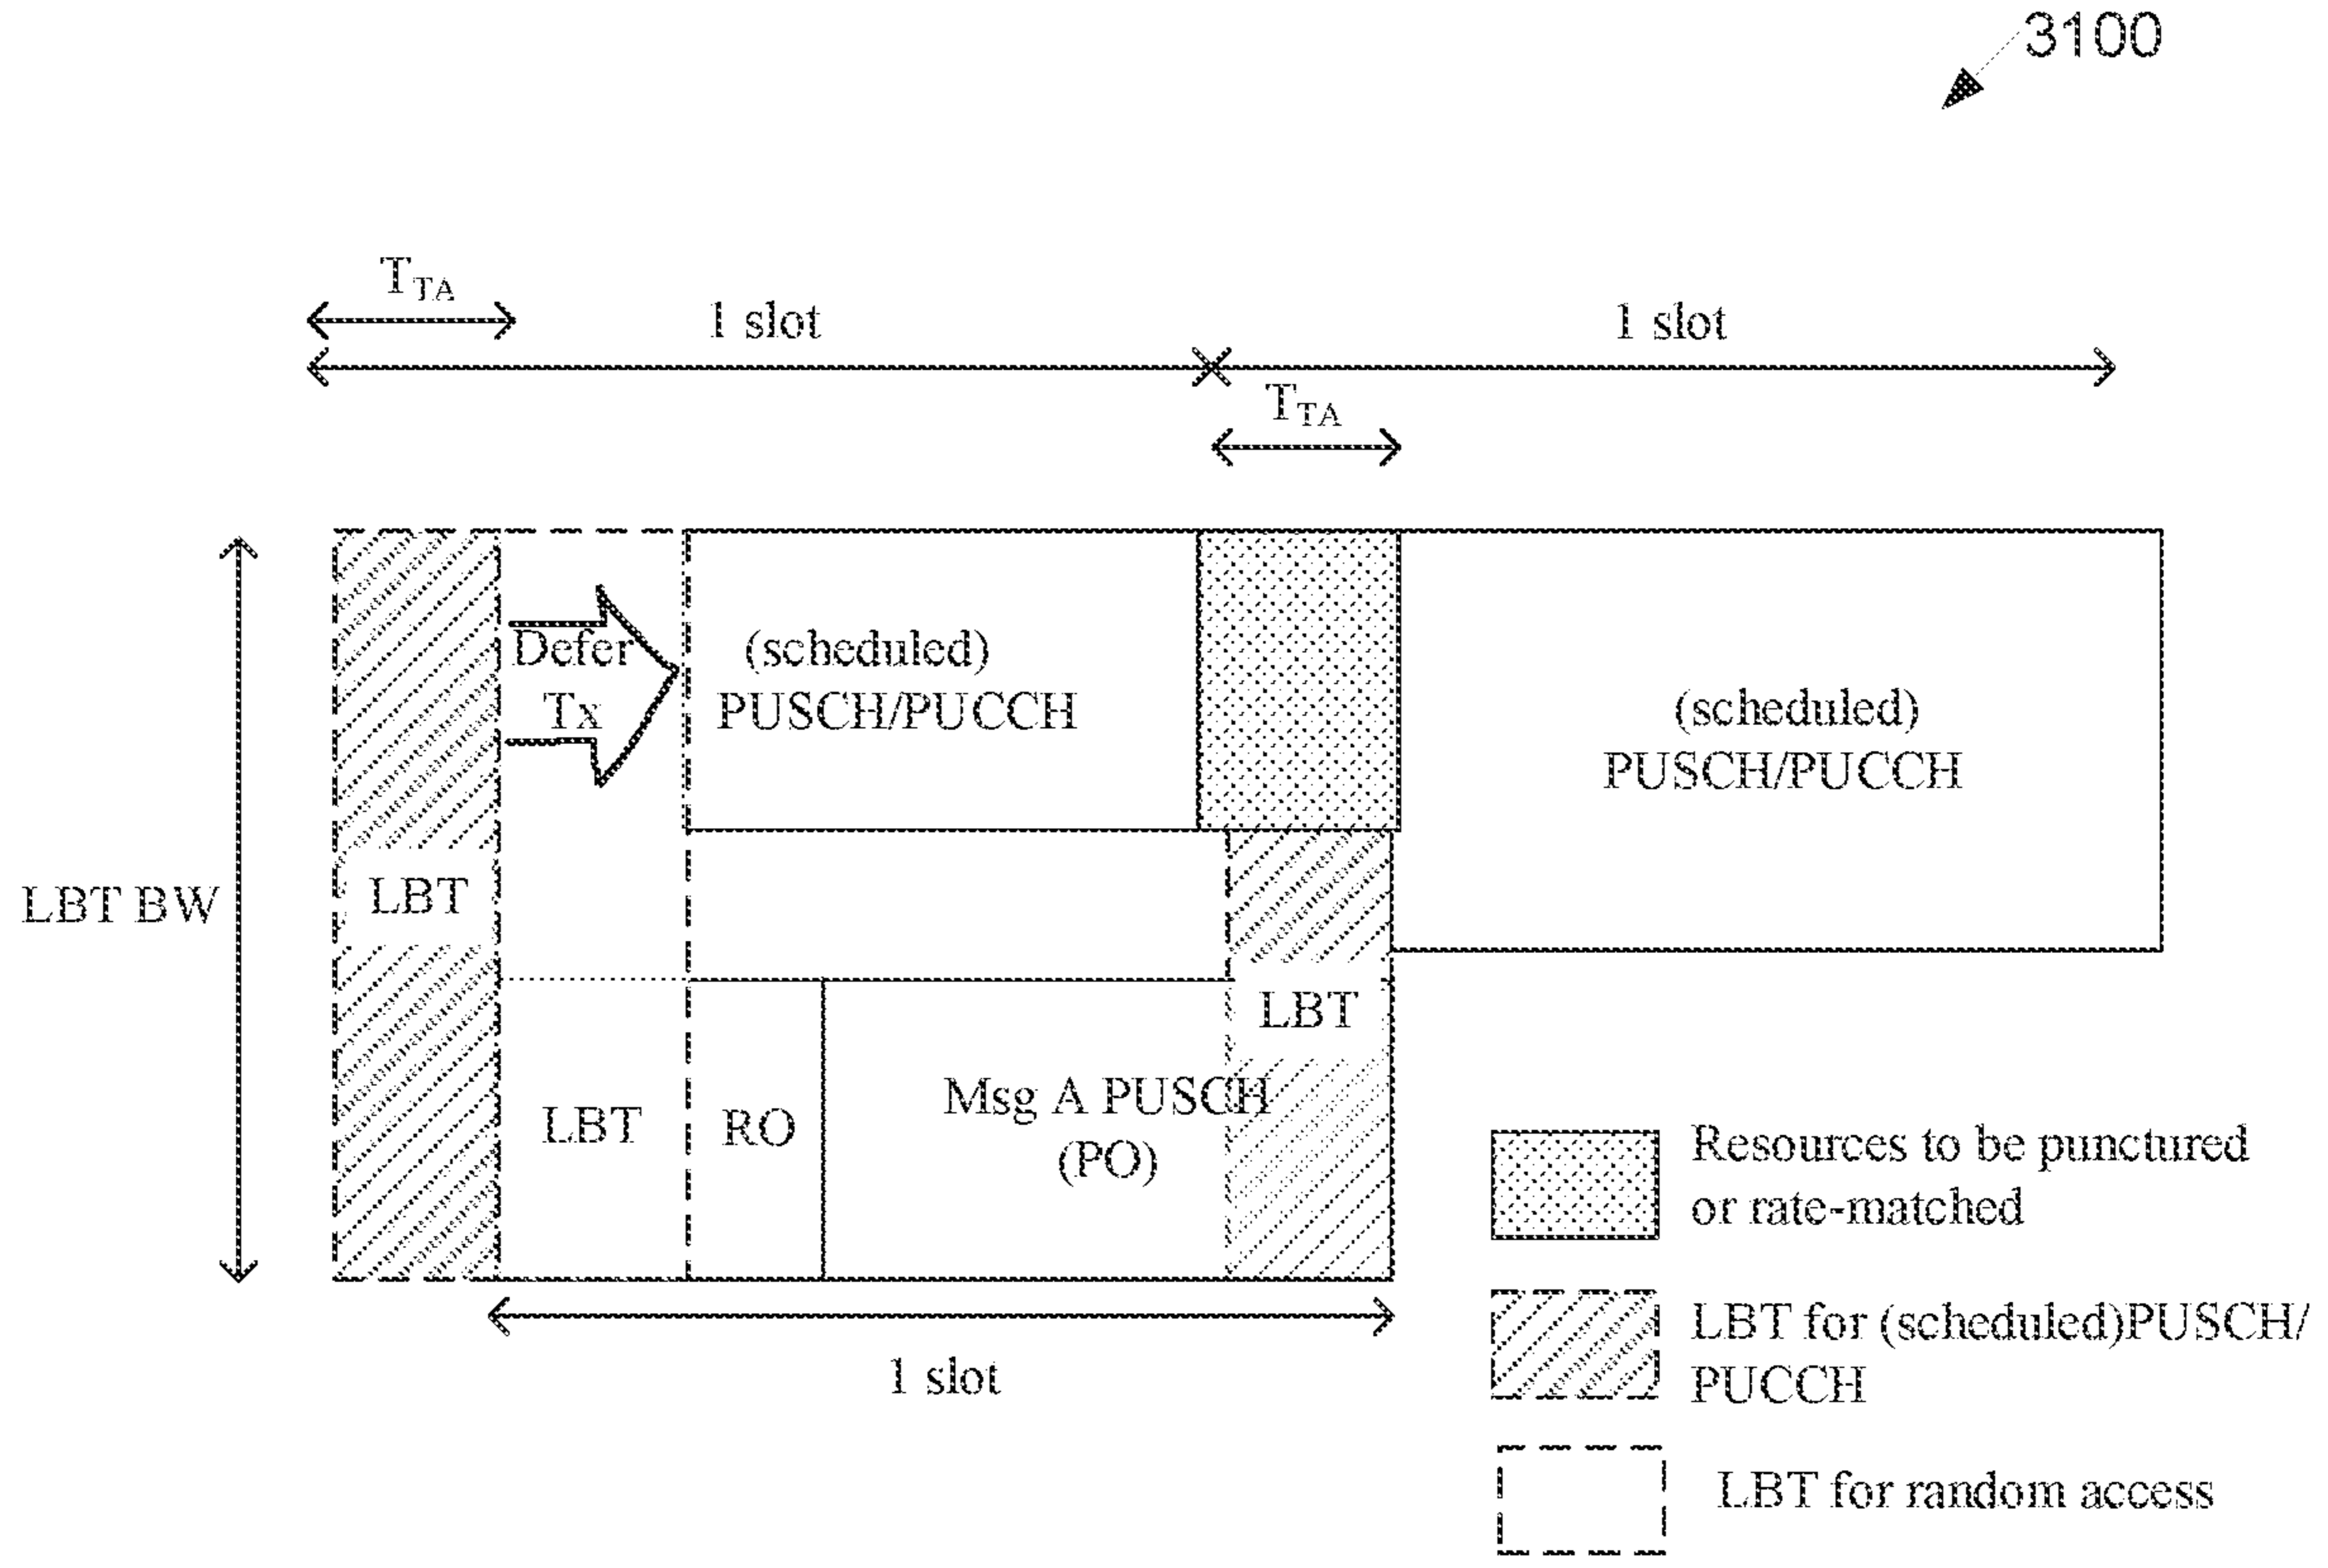 3100
TTA
1 slot
1 slot
TTA
Defer
Tx
(scheduled)
PUSCH/PUCCH
(scheduled)
PUSCH/PUCCH
LBT BW
LBT
LBT
LBT
RO
Msg A PUSCH
(PO)
1 slot
Resources to be punctured
or rate-matched
LBT for (scheduled)PUSCH/
PUCCH
LBT for random access